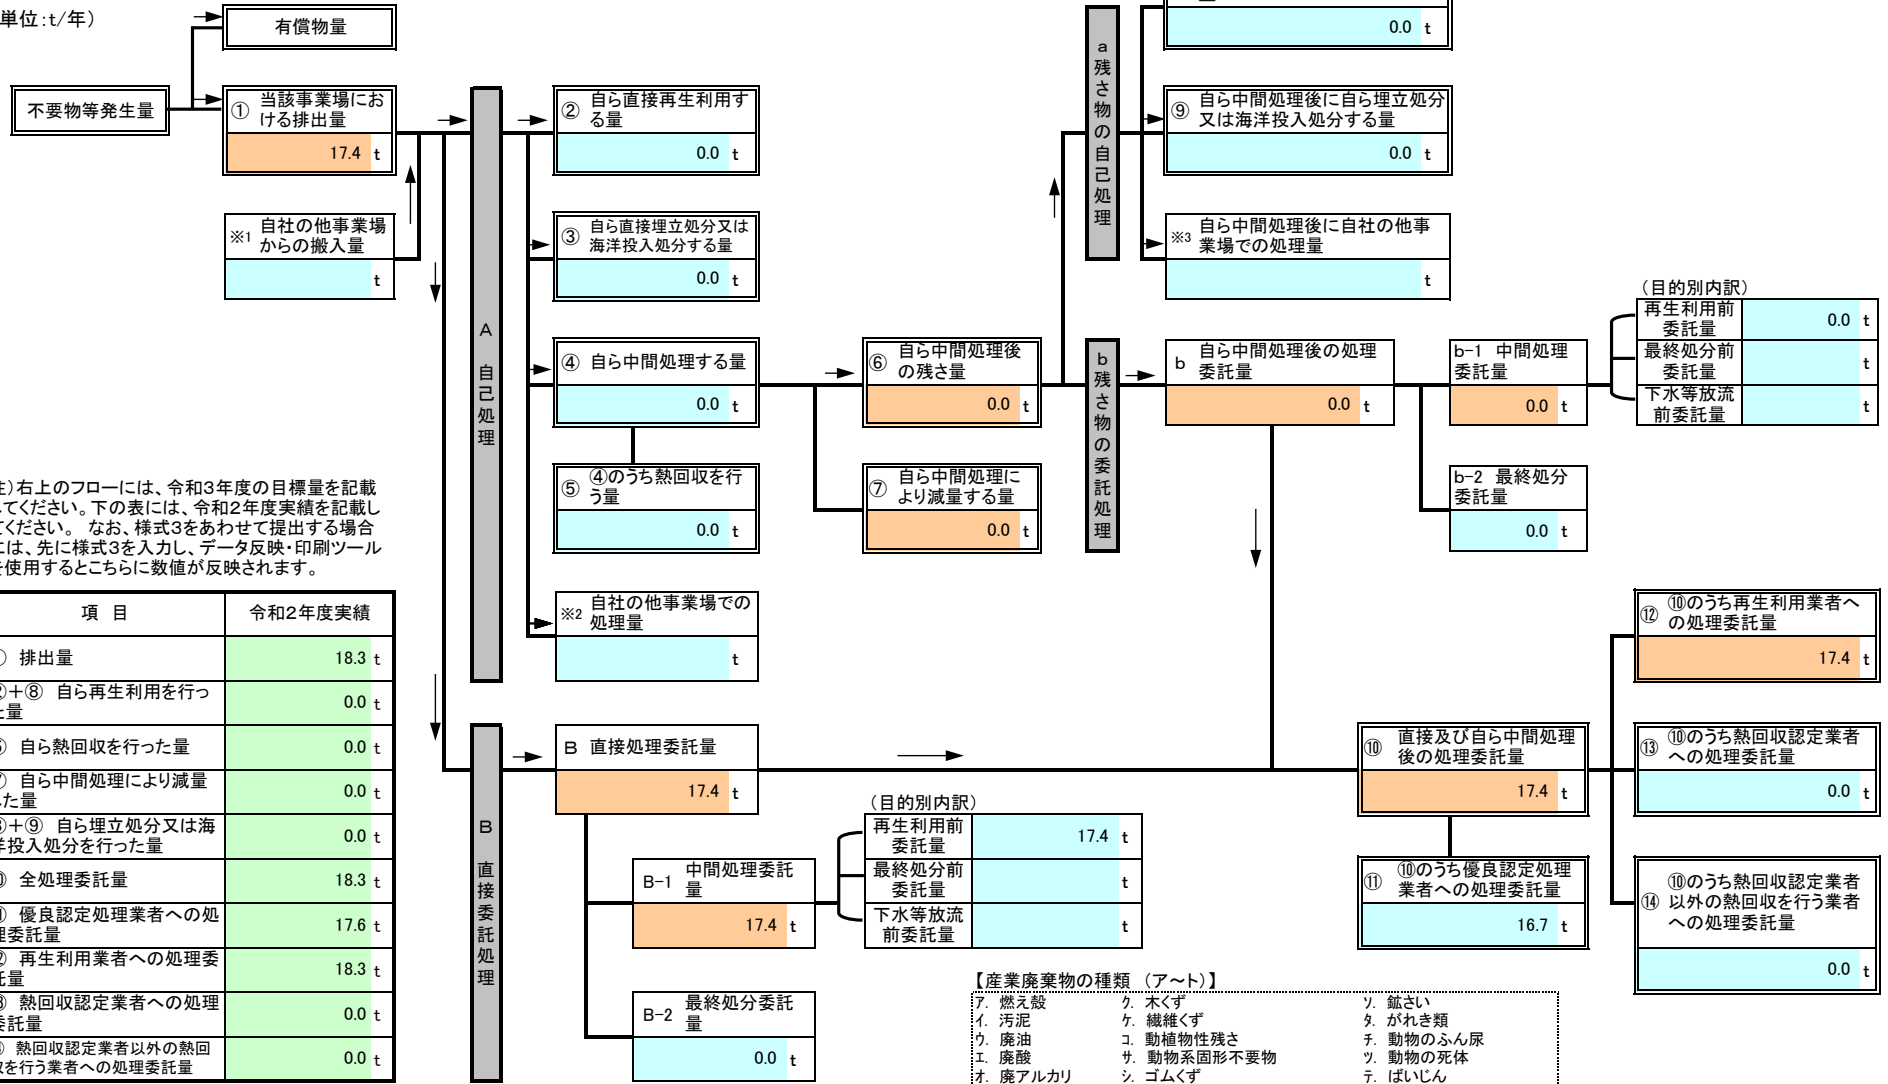 単位:t/年)
有償物量
不要物等発生量
① 当該事業場にお
ける排出量
17.4 t
※1 自社の他事業場
からの搬入量
t
A 自己処理
② 自ら直接再生利用す
る量
0.0 t
③ 自ら直接埋立処分又は
海洋投入処分する量
0.0 t
④ 自ら中間処理する量
0.0 t
⑤ ④のうち熱回収を行
う量
0.0 t
※2 自社の他事業場での
処理量
t
⑥ 自ら中間処理後
の残さ量
0.0 t
⑦ 自ら中間処理に
より減量する量
0.0 t
a 残さ物の自己処理
0.0 t
⑨ 自ら中間処理後に自ら埋立処分
又は海洋投入処分する量
0.0 t
※3 自ら中間処理後に自社の他事
業場での処理量
t
b 残さ物の委託処理
b 自ら中間処理後の処理
委託量
0.0 t
b-1 中間処理
委託量
0.0 t
b-2 最終処分
委託量
0.0 t
(目的別内訳)
再生利用前
委託量
0.0 t
最終処分前
委託量
t
下水等放流
前委託量
t
注)右上のフローには、令和3年度の目標量を記載
してください。下の表には、令和2年度実績を記載し
てください。 なお、様式3をあわせて提出する場合
には、先に様式3を入力し、データ反映・印刷ツール
を使用するとこちらに数値が反映されます。
項 目 令和2年度実績
① 排出量 18.3 t
②+⑧ 自ら再生利用を行っ
た量 0.0 t
⑤ 自ら熱回収を行った量 0.0 t
⑦ 自ら中間処理により減量
した量 0.0 t
③+⑨ 自ら埋立処分又は海
洋投入処分を行った量 0.0 t
⑩ 全処理委託量 18.3 t
⑪ 優良認定処理業者への処
理委託量 17.6 t
⑫ 再生利用業者への処理委
託量 18.3 t
⑬ 熱回収認定業者への処理
委託量 0.0 t
⑭ 熱回収認定業者以外の熱回
収を行う業者への処理委託量 0.0 t
B 直接委託処理
B 直接処理委託量
17.4 t
B-1 中間処理委託
量
17.4 t
B-2 最終処分委託
量
0.0 t
(目的別内訳)
再生利用前
委託量
17.4 t
最終処分前
委託量
t
下水等放流
前委託量
t
⑩ 直接及び自ら中間処理
後の処理委託量
17.4 t
⑪ ⑩のうち優良認定処理
業者への処理委託量
16.7 t
⑫ ⑩のうち再生利用業者へ
の処理委託量
17.4 t
⑬ ⑩のうち熱回収認定業者
への処理委託量
0.0 t
⑭ ⑩のうち熱回収認定業者
以外の熱回収を行う業者
への処理委託量
0.0 t
【産業廃棄物の種類 (ア~ト)】
ア. 燃え殻 ク. 木くず ソ. 鉱さい
イ. 汚泥 ケ. 繊維くず タ. がれき類
ウ. 廃油 コ. 動植物性残さ チ. 動物のふん尿
エ. 廃酸 サ. 動物系固形不要物 ツ. 動物の死体
オ. 廃アルカリ シ. ゴムくず テ. ばいじん